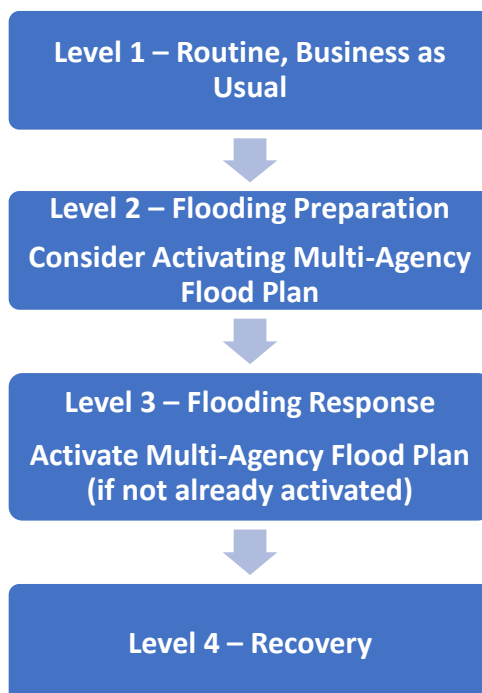 Level 1 – Routine, Business as
Usual
Level 2 – Flooding Preparation
Consider Activating Multi-Agency
Flood Plan
Level 3 – Flooding Response
Activate Multi-Agency Flood Plan
(if not already activated)
Level 4 – Recovery